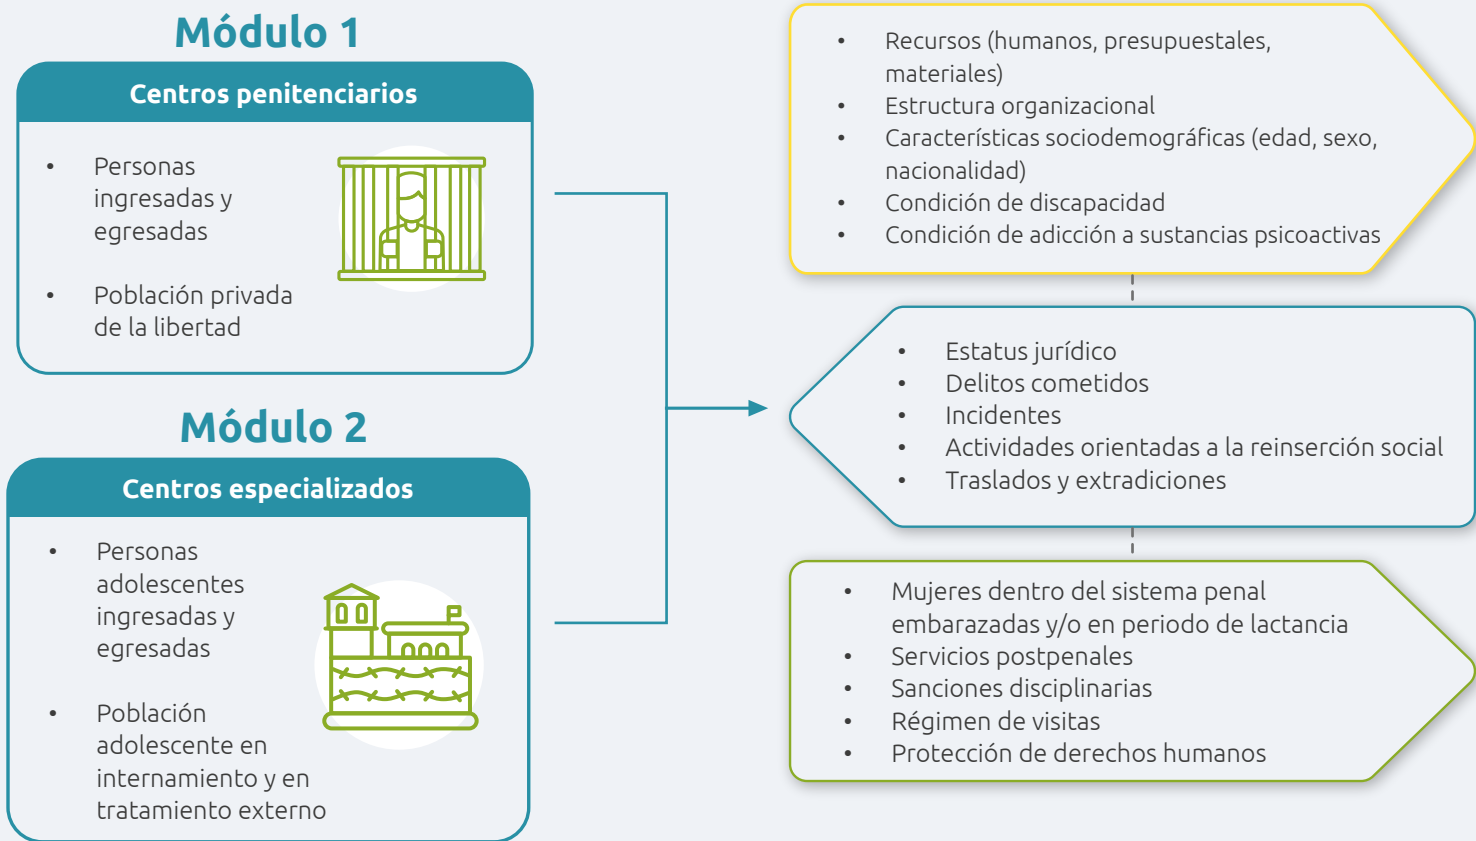 Módulo 1
Centros penitenciarios
• Personas
ingresadas y
egresadas
• Población privada
de la libertad
Módulo 2
Centros especializados
• Personas
adolescentes
ingresadas y
egresadas
• Población
adolescente en
internamiento y en
tratamiento externo
• Recursos (humanos, presupuestales,
materiales)
• Estructura organizacional
• Característícas sociodemográficas (edad, sexo,
nacionalidad)
• Condición de discapacidad
• Condición de adicción a sustancias psicoactivas
• Estatus jurídico
• Delitos cometidos
• Incidentes
• Actividades orientadas a la reinserción social
• Traslados y extradiciones
• Mujeres dentro del sistema penal
embarazadas y/o en periodo de lactancia
• Servicios postpenales
• Sanciones disciplinarias
• Régimen de visitas
• Protección de derechos humanos